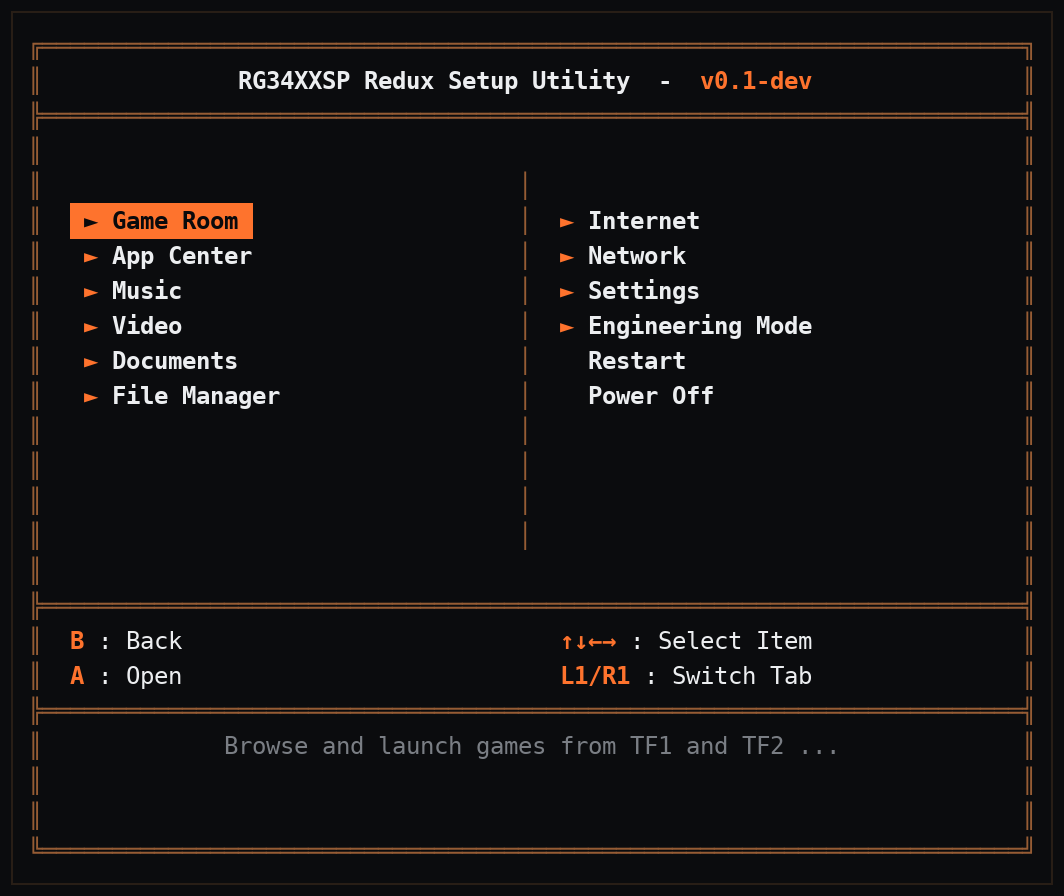 RG34XXSP Redux Setup Utility - v0.1-dev
► Game Room
► App Center
► Music
► Video
► Documents
► File Manager
► Internet
► Network
► Settings
► Engineering Mode
Restart
Power Off
B : Back
A : Open
↑↓←→ : Select Item
L1/R1 : Switch Tab
Browse and launch games from TF1 and TF2 ...